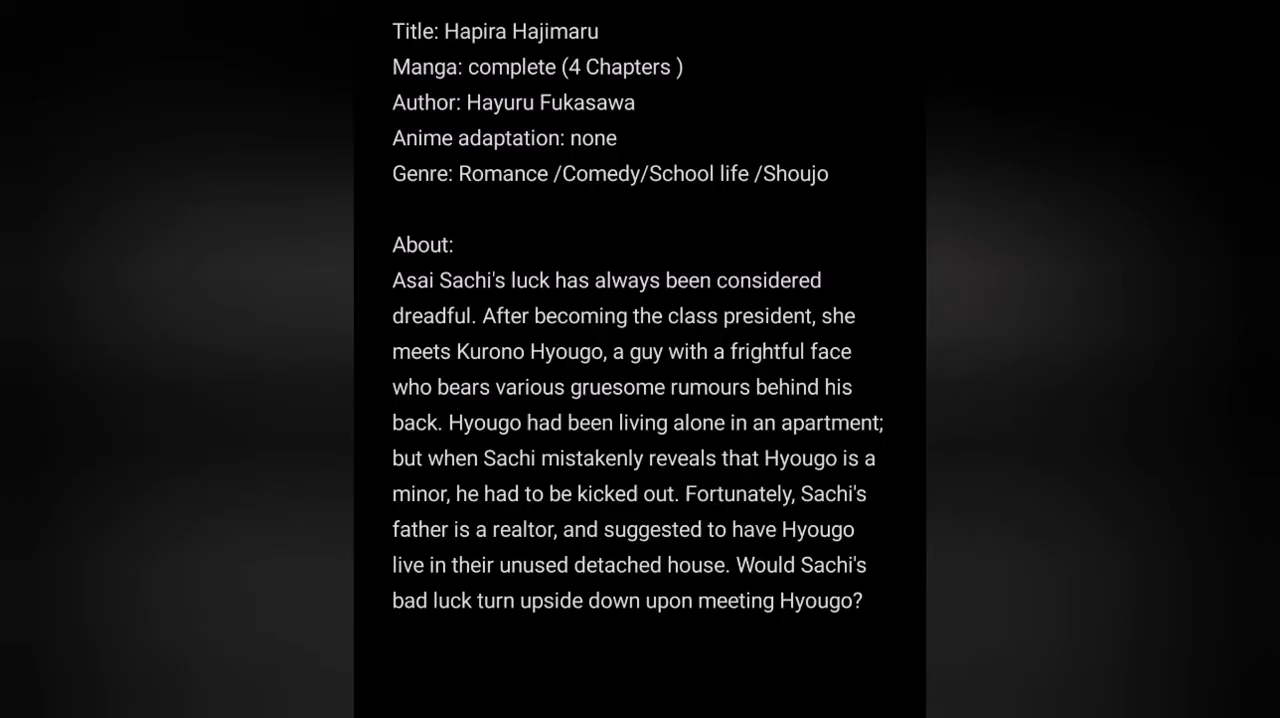 Title: Hapira Hajimaru
Manga: complete (4 Chapters )
Author: Hayuru Fukasawa
Anime adaptation: none
Genre: Romance /Comedy/School life /Shoujo
About:
Asai Sachi's luck has always been considered
dreadful. After becoming the class president, she
meets Kurono Hyougo, a guy with a frightful face
who bears various gruesome rumours behind his
back. Hyougo had been living alone in an apartment;
but when Sachi mistakenly reveals that Hyougo is a
minor, he had to be kicked out. Fortunately, Sachi's
father is a realtor, and suggested to have Hyougo
live in their unused detached house. Would Sachi's
bad luck turn upside down upon meeting Hyougo?